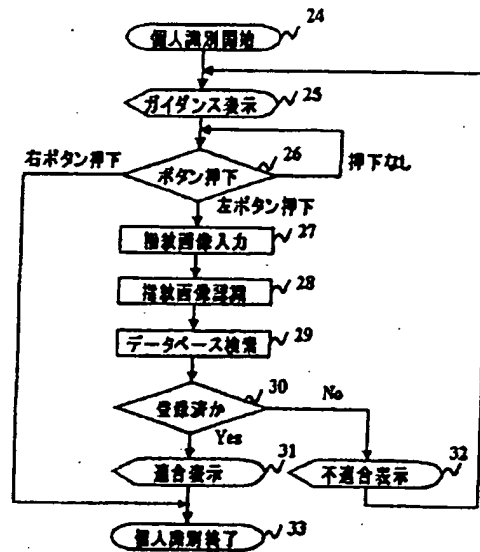 個人識別開始 24
ガイダンス表示 25
右ボタン押下
ボタン押下 26
押下なし
左ボタン押下
指紋画像入力 27
指紋画像認識 28
データベース検索 29
登録済か 30
No
Yes
適合表示 31
不適合表示 32
個人識別終了 33